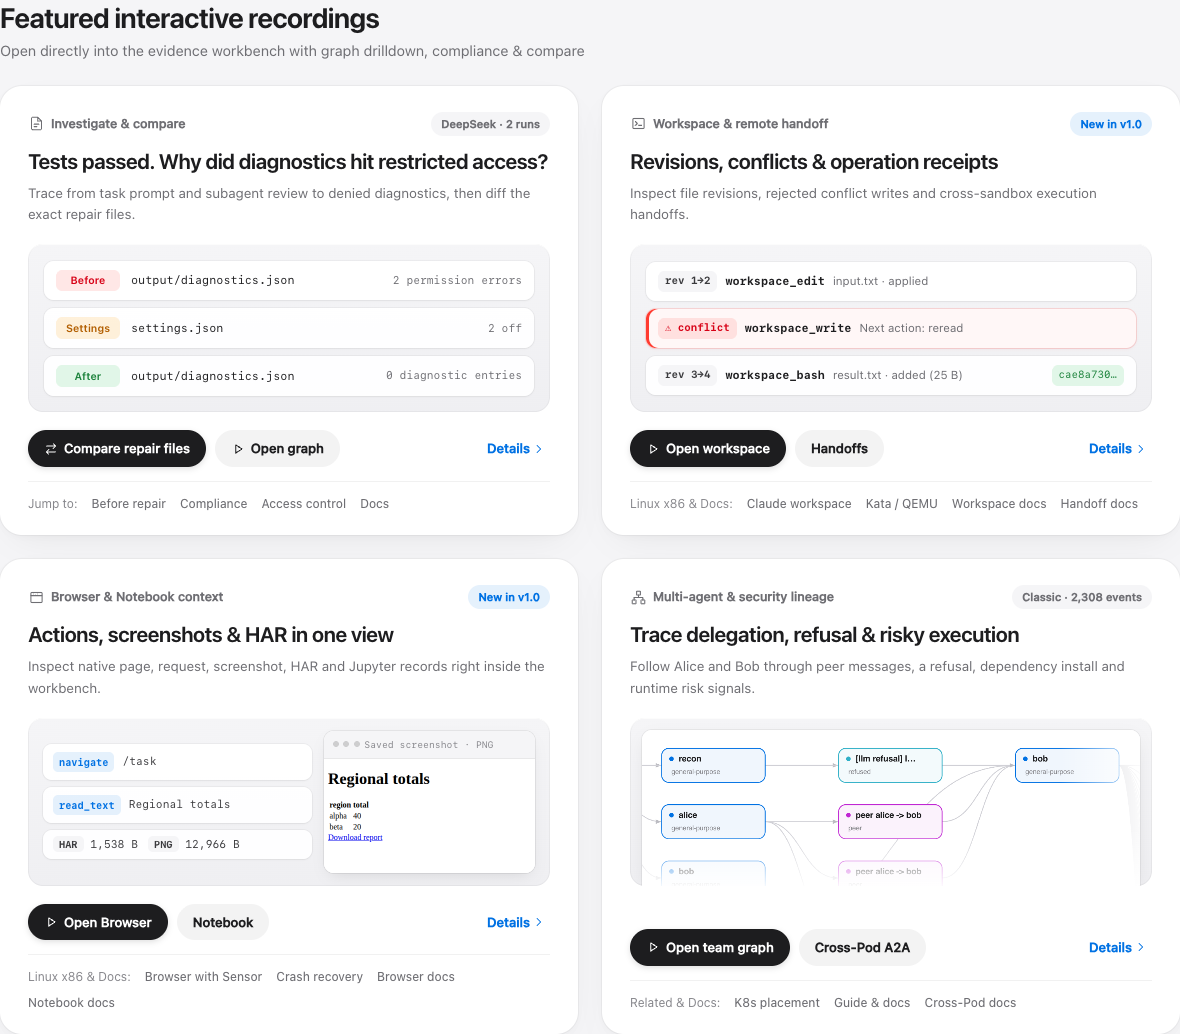 Featured interactive recordings
Open directly into the evidence workbench with graph drilldown, compliance & compare
Investigate & compare
DeepSeek · 2 runs
Tests passed. Why did diagnostics hit restricted access?
Trace from task prompt and subagent review to denied diagnostics, then diff the
exact repair files.
Before output/diagnostics.json 2 permission errors
Settings settings.json 2 off
After output/diagnostics.json 0 diagnostic entries
Compare repair files
Open graph
Details
Jump to: Before repair Compliance Access control Docs
Workspace & remote handoff
New in v1.0
Revisions, conflicts & operation receipts
Inspect file revisions, rejected conflict writes and cross-sandbox execution
handoffs.
rev 1→2 workspace_edit input.txt · applied
⚠ conflict workspace_write Next action: reread
rev 3→4 workspace_bash result.txt · added (25 B) cae8a730…
Open workspace
Handoffs
Details
Linux x86 & Docs: Claude workspace Kata / QEMU Workspace docs Handoff docs
Browser & Notebook context
New in v1.0
Actions, screenshots & HAR in one view
Inspect native page, request, screenshot, HAR and Jupyter records right inside the
workbench.
navigate /task
read_text Regional totals
HAR 1,538 B PNG 12,966 B
Saved screenshot · PNG
Regional totals
region total
alpha 40
beta 20
Download report
Open Browser
Notebook
Details
Linux x86 & Docs: Browser with Sensor Crash recovery Browser docs
Notebook docs
Multi-agent & security lineage
Classic · 2,308 events
Trace delegation, refusal & risky execution
Follow Alice and Bob through peer messages, a refusal, dependency install and
runtime risk signals.
recon
general-purpose
[llm refusal] I...
refused
bob
general-purpose
alice
general-purpose
peer alice -> bob
peer
bob
peer alice -> bob
Open team graph
Cross-Pod A2A
Details
Related & Docs: K8s placement Guide & docs Cross-Pod docs